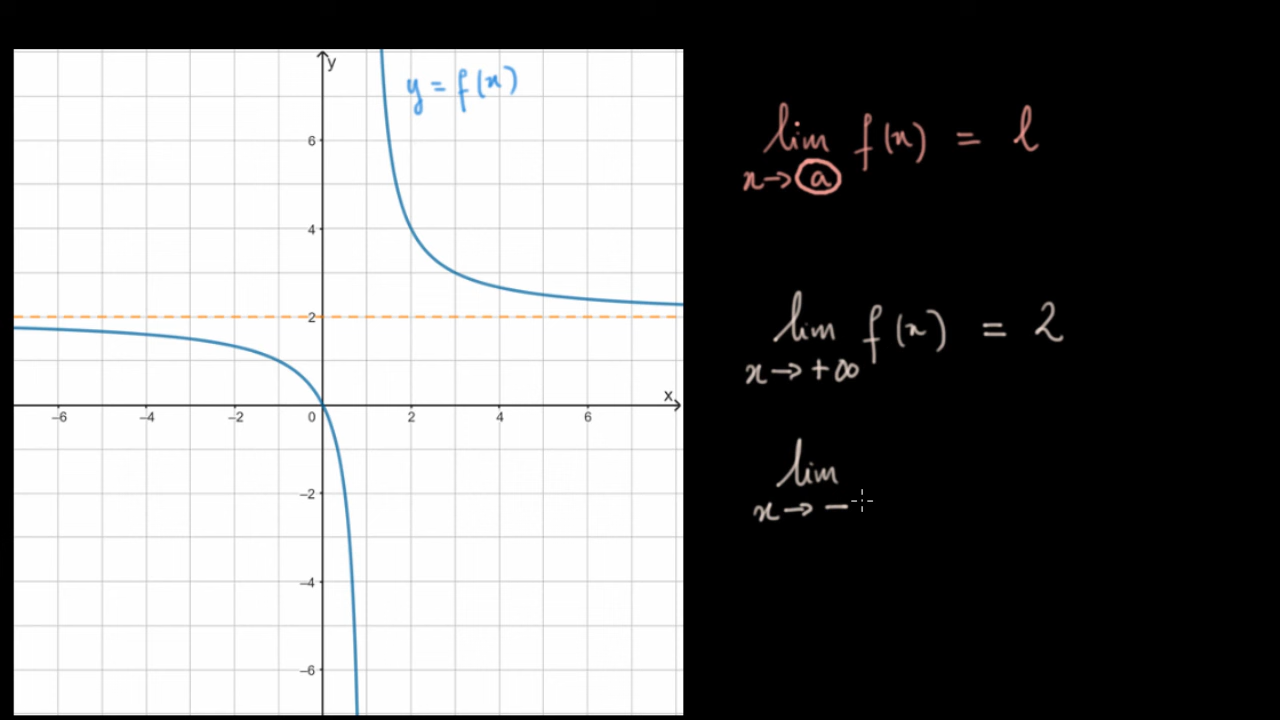 y
y = f(x)
6
4
2
x
−6 −4 −2 0 2 4 6
−2
−4
−6
lim f(x) = l
x→a
lim f(x) = 2
x→+∞
lim
x→−